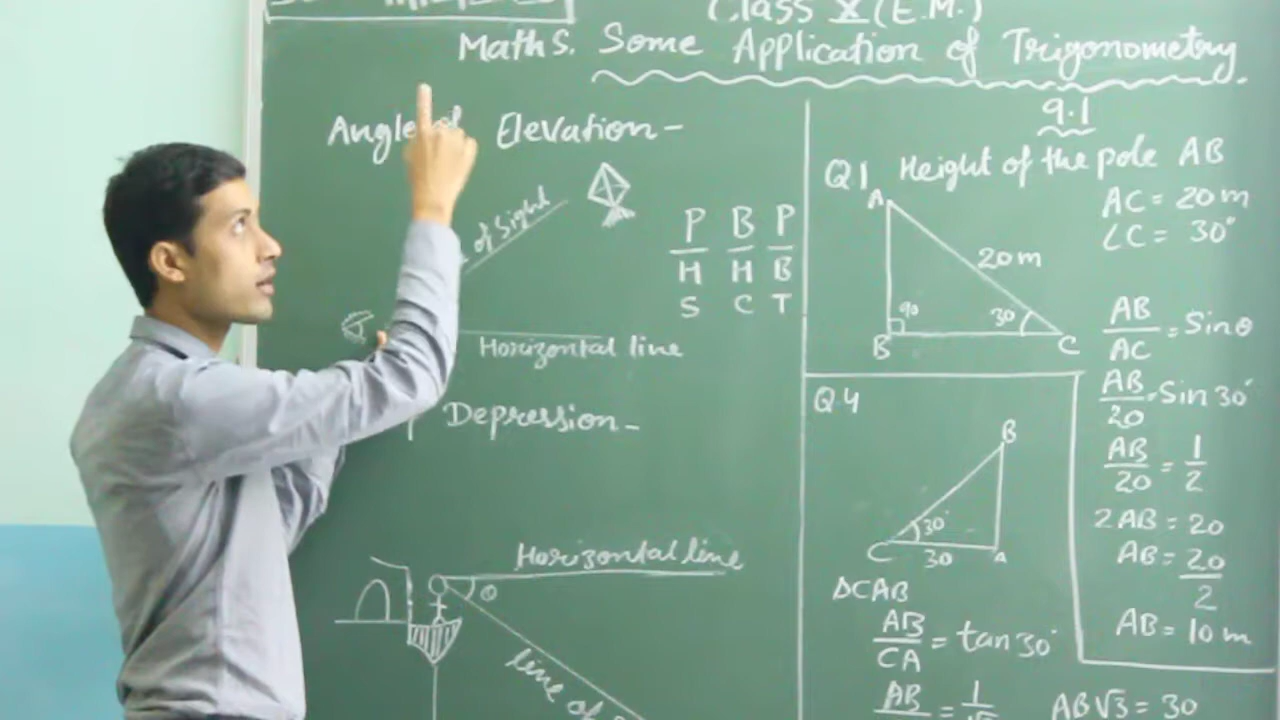 Class X (E.M.)
Maths. Some Application of Trigonometry.
Angle of Elevation -
of Sight
Horizontal line
P B P
H H B
S C T
Depression -
Horizontal line
θ
line of
9.1
Q1 Height of the pole AB
AC = 20 m
∠C = 30°
A
20 m
90
30
B
C
AB/AC = Sinθ
AB/20 = Sin 30°
AB/20 = 1/2
2AB = 20
AB = 20/2
AB = 10 m
Q4
B
30°
C
30
A
ΔCAB
AB/CA = tan 30°
AB
1
AB√3 = 30